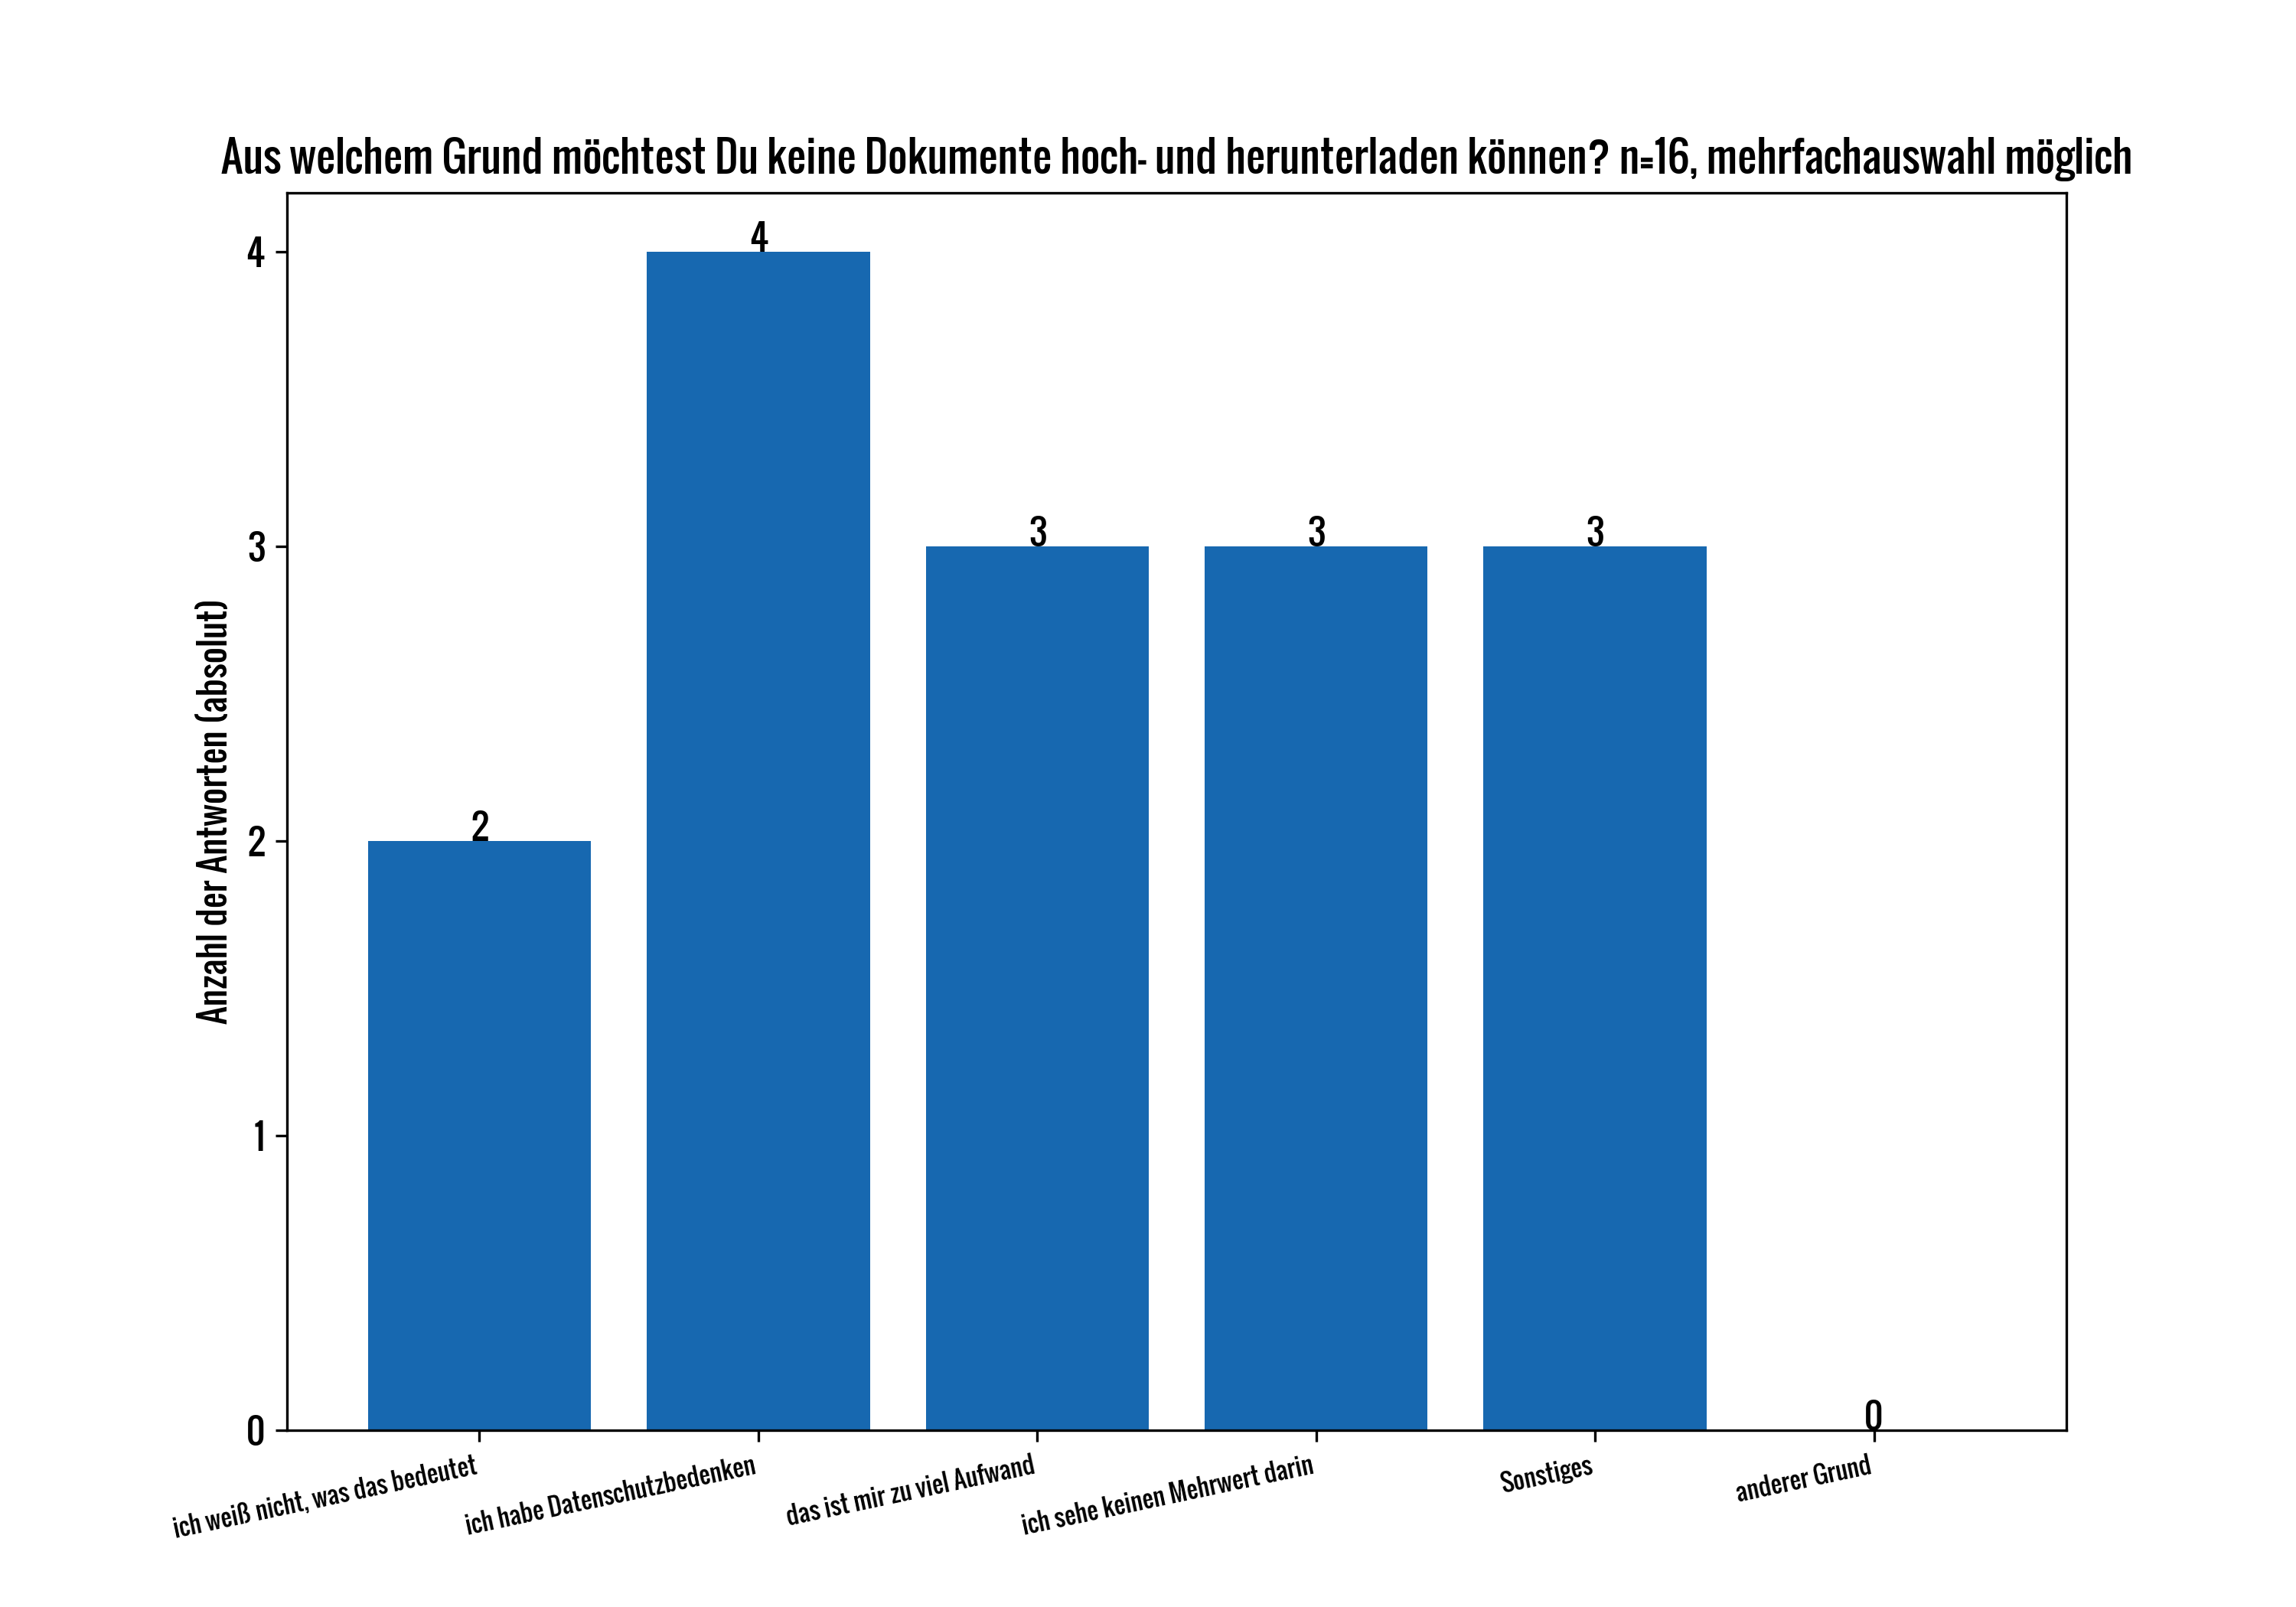 Aus welchem Grund möchtest Du keine Dokumente hoch- und herunterladen können? n=16, mehrfachauswahl möglich
Anzahl der Antworten (absolut)
4
3
2
1
0
2
4
3
3
3
0
ich weiß nicht, was das bedeutet
ich habe Datenschutzbedenken
das ist mir zu viel Aufwand
ich sehe keinen Mehrwert darin
Sonstiges
anderer Grund